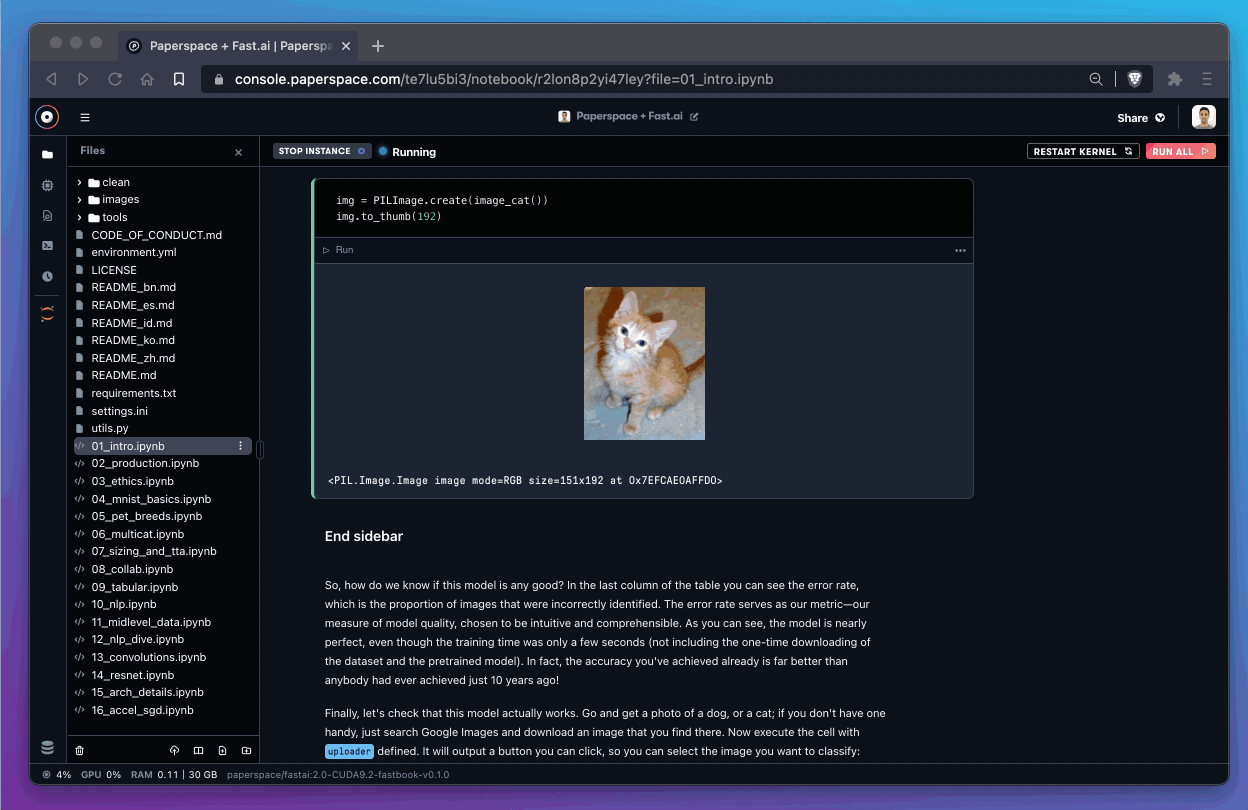 Paperspace + Fast.ai | Paperspa
console.paperspace.com/te7lu5bi3/notebook/r2lon8p2yi47ley?file=01_intro.ipynb
Paperspace + Fast.ai
Share
Files
STOP INSTANCE
Running
RESTART KERNEL
RUN ALL
clean
images
tools
CODE_OF_CONDUCT.md
environment.yml
LICENSE
README_bn.md
README_es.md
README_id.md
README_ko.md
README_zh.md
README.md
requirements.txt
settings.ini
utils.py
01_intro.ipynb
02_production.ipynb
03_ethics.ipynb
04_mnist_basics.ipynb
05_pet_breeds.ipynb
06_multicat.ipynb
07_sizing_and_tta.ipynb
08_collab.ipynb
09_tabular.ipynb
10_nlp.ipynb
11_midlevel_data.ipynb
12_nlp_dive.ipynb
13_convolutions.ipynb
14_resnet.ipynb
15_arch_details.ipynb
16_accel_sgd.ipynb
img = PILImage.create(image_cat())
img.to_thumb(192)
Run
<PIL.Image.Image image mode=RGB size=151x192 at 0x7EFCAE0AFFD0>
End sidebar
So, how do we know if this model is any good? In the last column of the table you can see the error rate,
which is the proportion of images that were incorrectly identified. The error rate serves as our metric—our
measure of model quality, chosen to be intuitive and comprehensible. As you can see, the model is nearly
perfect, even though the training time was only a few seconds (not including the one-time downloading of
the dataset and the pretrained model). In fact, the accuracy you've achieved already is far better than
anybody had ever achieved just 10 years ago!
Finally, let's check that this model actually works. Go and get a photo of a dog, or a cat; if you don't have one
handy, just search Google Images and download an image that you find there. Now execute the cell with
uploader defined. It will output a button you can click, so you can select the image you want to classify:
4% GPU 0% RAM 0.11 | 30 GB paperspace/fastai:2.0-CUDA9.2-fastbook-v0.1.0